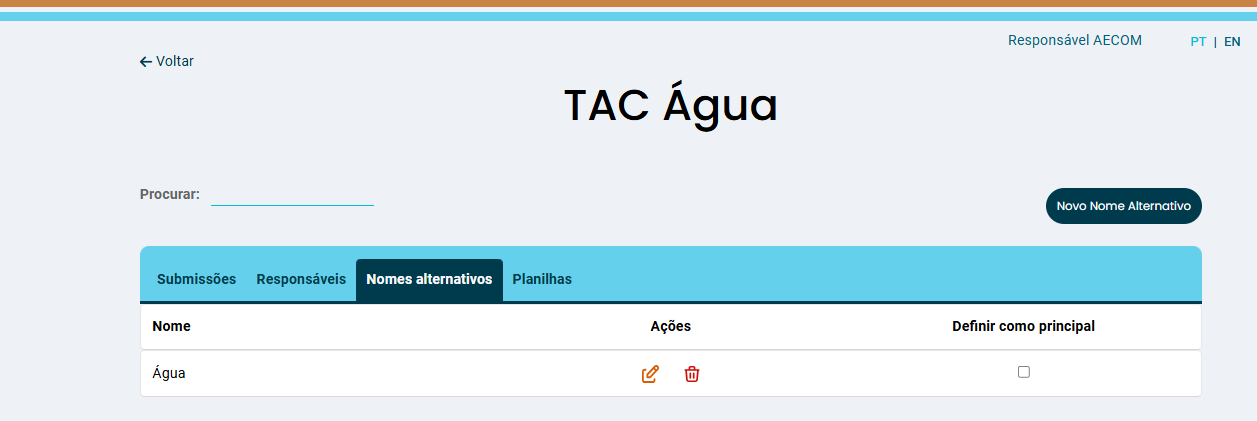 Responsável AECOM
PT | EN
Voltar
TAC Água
Procurar:
Novo Nome Alternativo
Submissões Responsáveis Nomes alternativos Planilhas
Nome Ações Definir como principal
Água